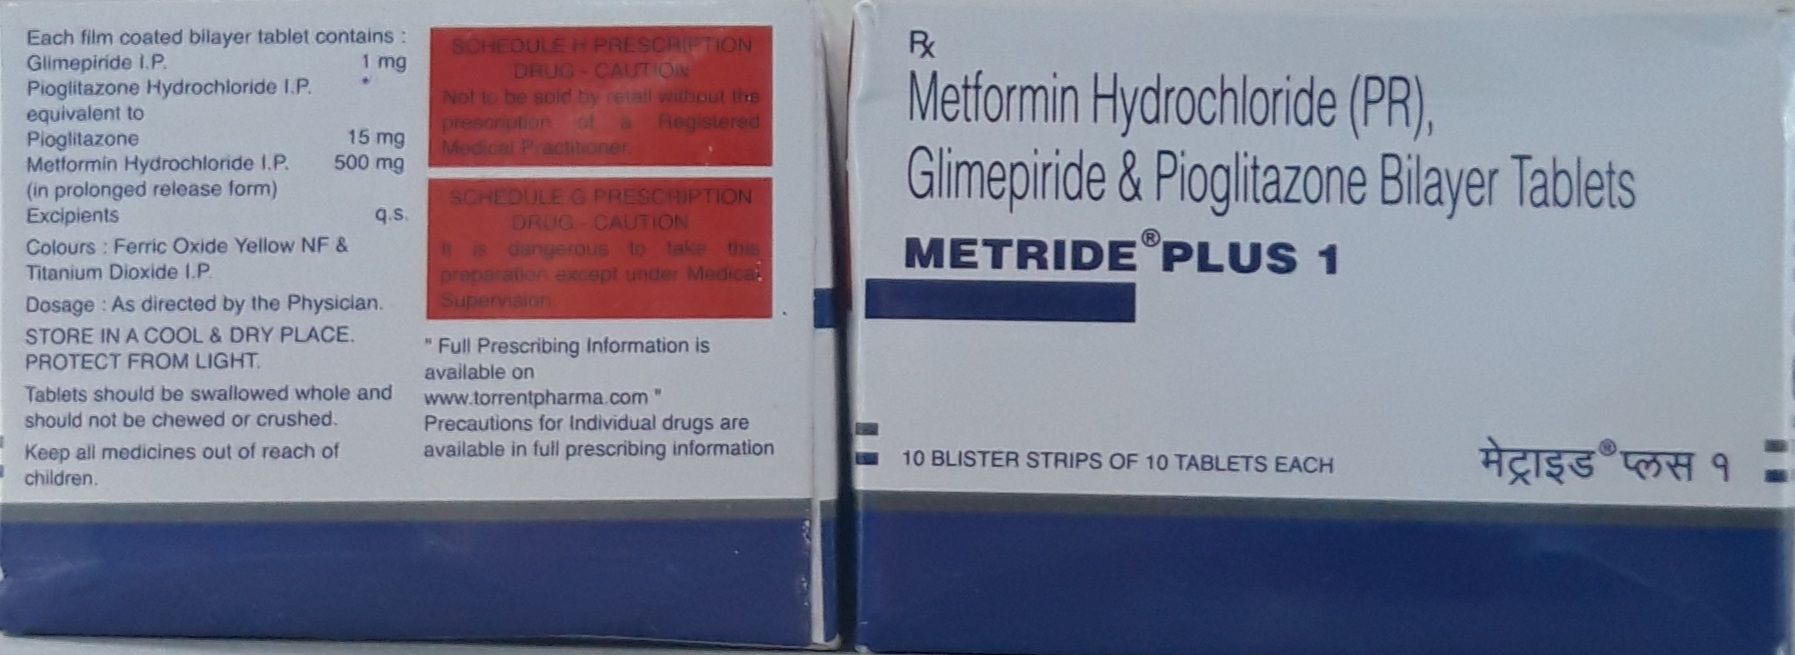 Each film coated bilayer tablet contains :
Glimepiride I.P. 1 mg
Pioglitazone Hydrochloride I.P. *
equivalent to
Pioglitazone 15 mg
Metformin Hydrochloride I.P. 500 mg
(in prolonged release form)
Excipients q.s.
Colours : Ferric Oxide Yellow NF &
Titanium Dioxide I.P.
Dosage : As directed by the Physician.
STORE IN A COOL & DRY PLACE.
PROTECT FROM LIGHT.
Tablets should be swallowed whole and
should not be chewed or crushed.
Keep all medicines out of reach of
children.
SCHEDULE H PRESCRIPTION
DRUG - CAUTION
Not to be sold by retail without the
prescription of a Registered
Medical Practitioner.
SCHEDULE G PRESCRIPTION
DRUG - CAUTION
It is dangerous to take this
preparation except under Medical
Supervision.
" Full Prescribing Information is
available on
www.torrentpharma.com "
Precautions for Individual drugs are
available in full prescribing information
Rx
Metformin Hydrochloride (PR),
Glimepiride & Pioglitazone Bilayer Tablets
METRIDE® PLUS 1
10 BLISTER STRIPS OF 10 TABLETS EACH
मेट्राइड® प्लस १